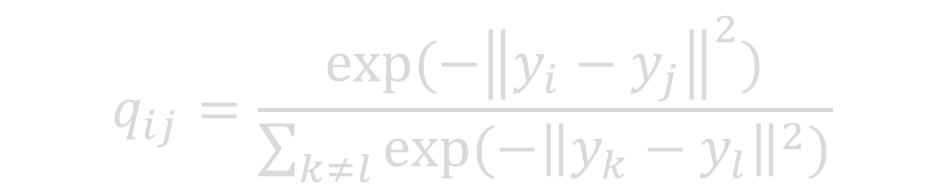 q_{ij} = \frac{\exp(-\|y_i - y_j\|^2)}{\sum_{k \neq l} \exp(-\|y_k - y_l\|^2)}